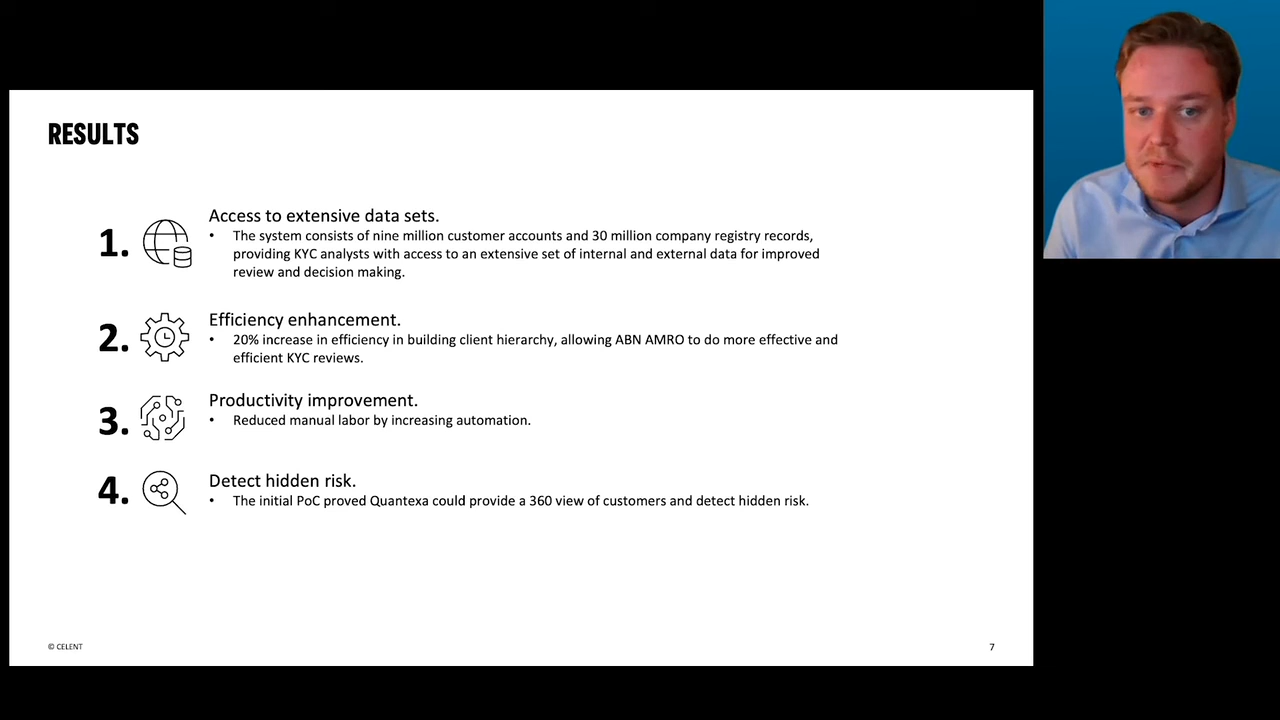 RESULTS
1.
Access to extensive data sets.
• The system consists of nine million customer accounts and 30 million company registry records,
providing KYC analysts with access to an extensive set of internal and external data for improved
review and decision making.
2.
Efficiency enhancement.
• 20% increase in efficiency in building client hierarchy, allowing ABN AMRO to do more effective and
efficient KYC reviews.
3.
Productivity improvement.
• Reduced manual labor by increasing automation.
4.
Detect hidden risk.
• The initial PoC proved Quantexa could provide a 360 view of customers and detect hidden risk.
© CELENT
7